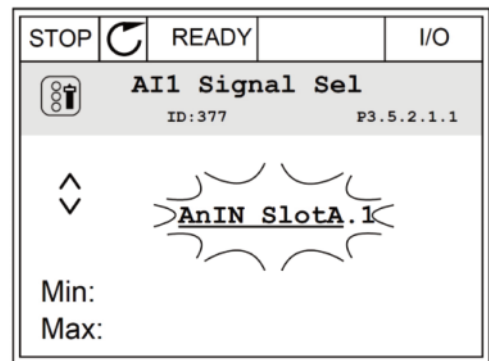 STOP READY I/O
AI1 Signal Sel
ID:377 P3.5.2.1.1
AnIN SlotA.1
Min:
Max: